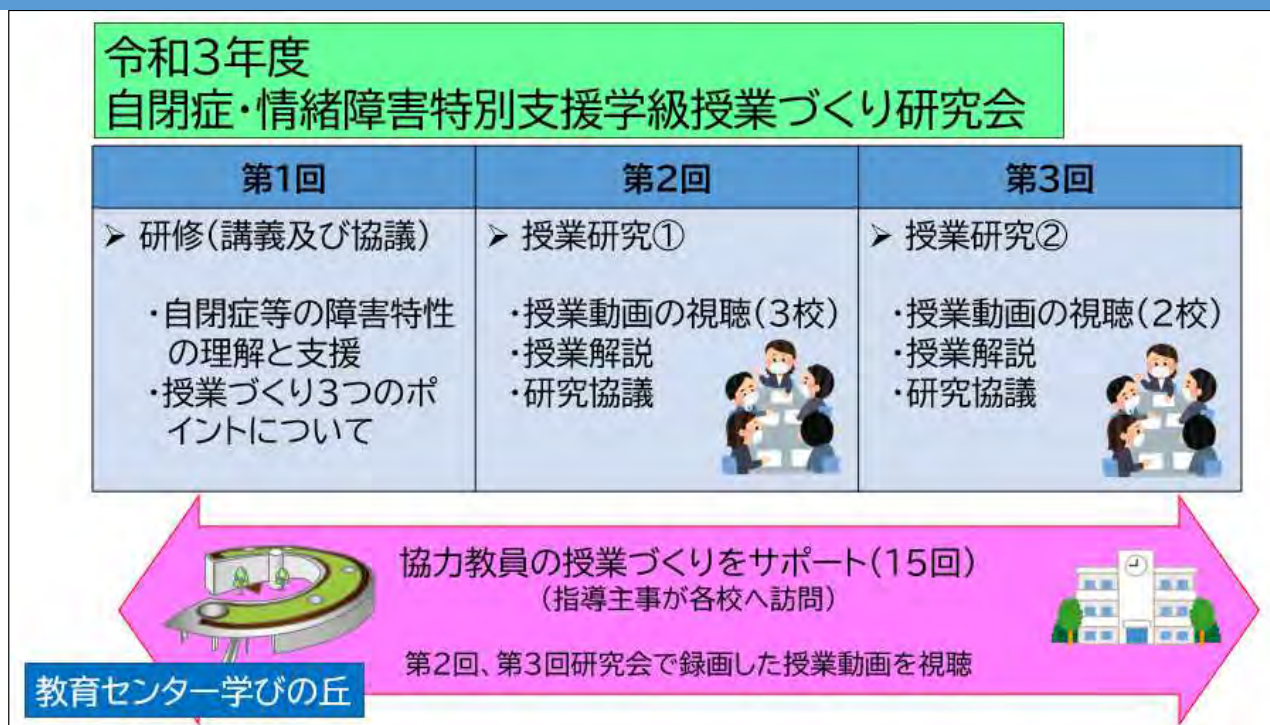 令和3年度
自閉症・情緒障害特別支援学級授業づくり研究会
第1回
第2回
第3回
➢ 研修(講義及び協議)
・自閉症等の障害特性
の理解と支援
・授業づくり3つのポ
イントについて
➢ 授業研究①
・授業動画の視聴(3校)
・授業解説
・研究協議
➢ 授業研究②
・授業動画の視聴(2校)
・授業解説
・研究協議
協力教員の授業づくりをサポート(15回)
(指導主事が各校へ訪問)
第2回、第3回研究会で録画した授業動画を視聴
教育センター学びの丘